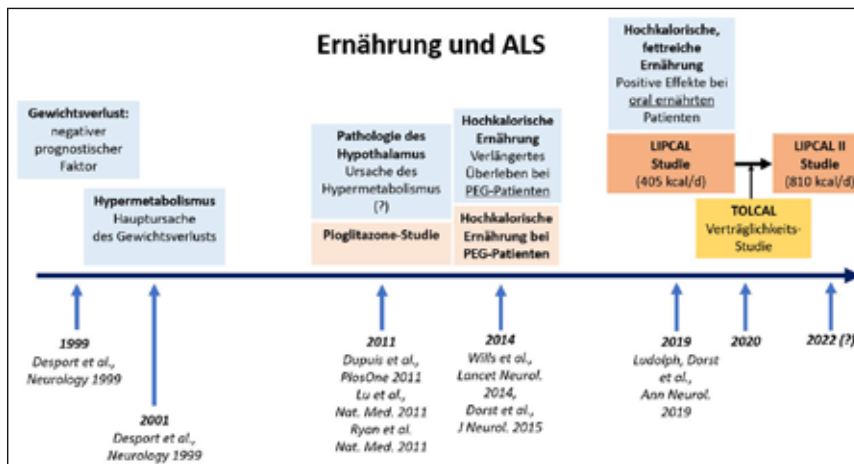 Ernährung und ALS
Gewichtsverlust:
negativer
prognostischer
Faktor
Hypermetabolismus
Hauptursache
des Gewichtsverlusts
Pathologie des
Hypothalamus
Ursache des
Hypermetabolismus
(?)
Pioglitazone-Studie
Hochkalorische
Ernährung
Verlängertes
Überleben bei
PEG-Patienten
Hochkalorische
Ernährung bei
PEG-Patienten
Hochkalorische,
fettreiche
Ernährung
Positive Effekte bei
oral ernährten
Patienten
LIPCAL
Studie
(405 kcal/d)
LIPCAL II
Studie
(810 kcal/d)
TOLCAL
Verträglichkeits-
Studie
1999
Desport et al.,
Neurology 1999
2001
Desport et al.,
Neurology 1999
2011
Dupuis et al.,
PlosOne 2011
Lu et al.,
Nat. Med. 2011
Ryan et al.
Nat. Med. 2011
2014
Wills et al.,
Lancet Neurol.
2014,
Dorst et al.,
J Neurol. 2015
2019
Ludolph, Dorst
et al.,
Ann Neurol.
2019
2020
2022 (?)